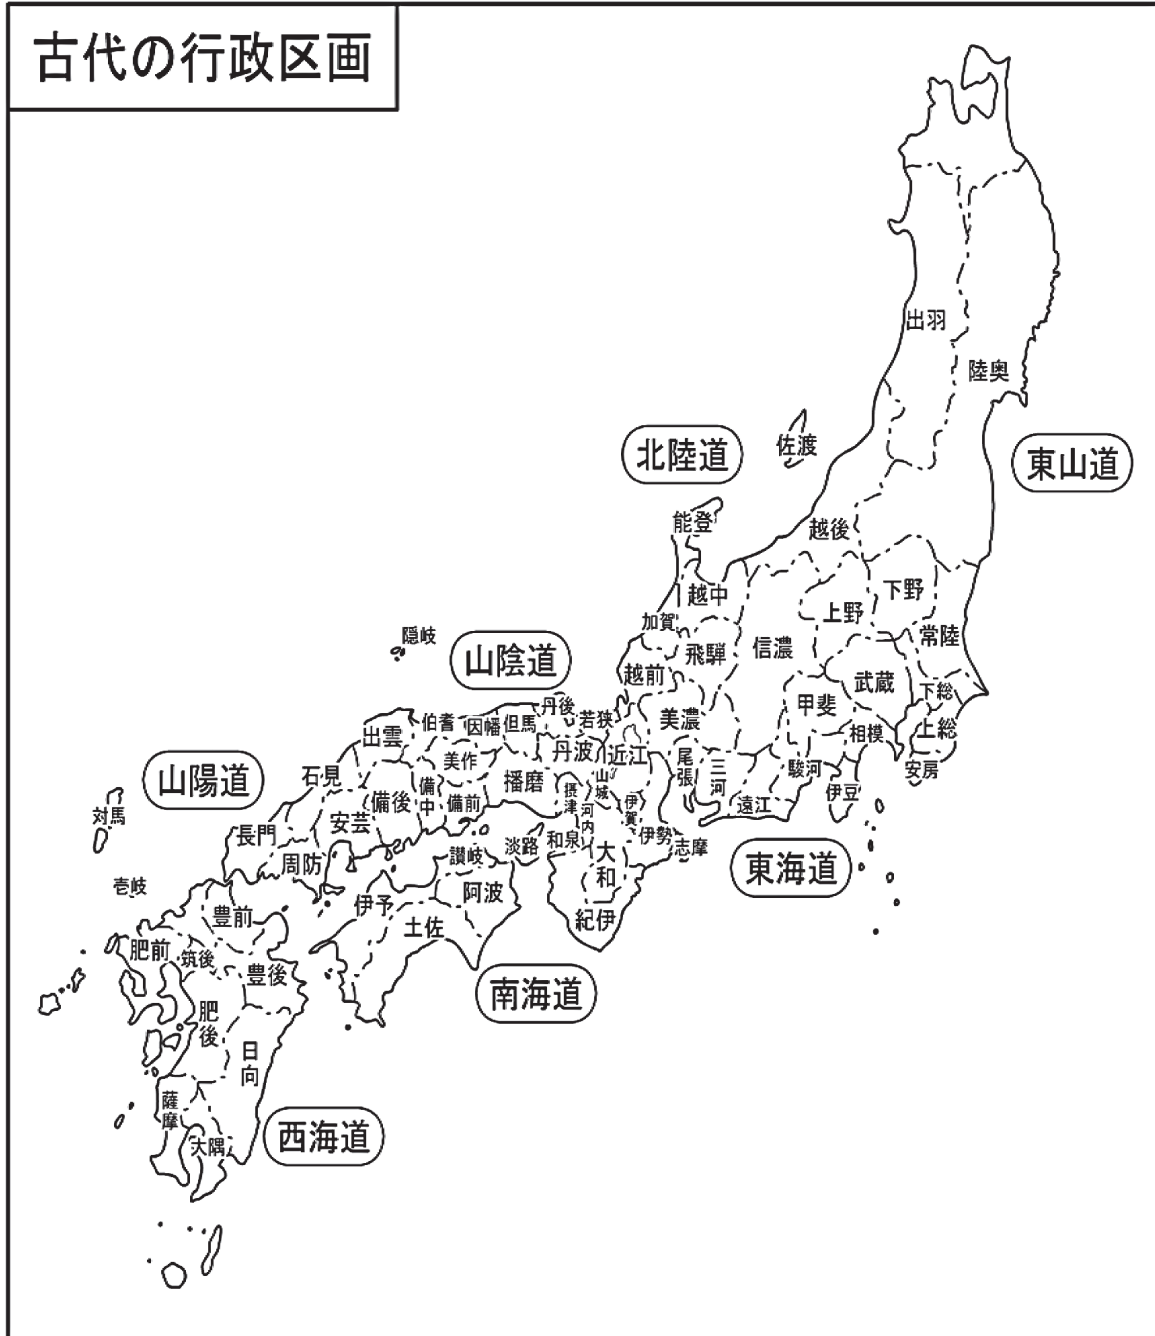 古代の行政区画
出羽
陸奥
北陸道
佐渡
東山道
能登
越後
越中
下野
加賀
上野
常陸
隠岐
飛騨
信濃
山陰道
越前
武蔵
下総
甲斐
丹後
若狭
美濃
伯耆
因幡
但馬
出雲
上総
相模
丹波
近江
美作
尾張
三河
駿河
安房
山陽道
石見
播磨
山城
備後
備中
備前
摂津
遠江
伊豆
対馬
安芸
河内
伊賀
長門
淡路
和泉
伊勢
志摩
讃岐
大和
周防
東海道
壱岐
阿波
伊予
豊前
紀伊
土佐
肥前
筑後
豊後
南海道
肥後
日向
薩摩
大隅
西海道